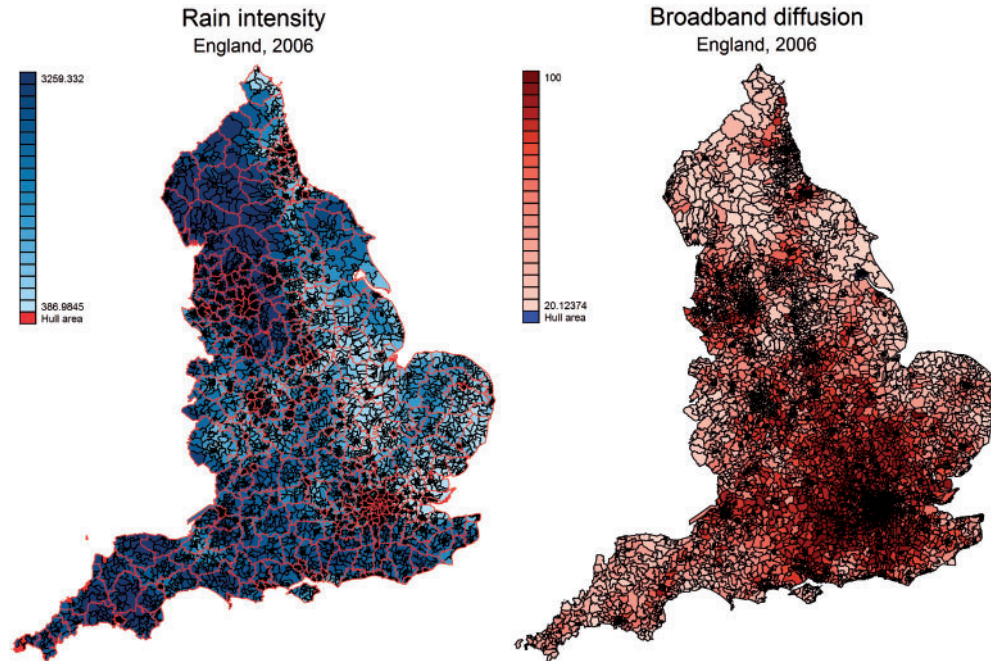 Rain intensity
England, 2006
3259.332
386.9845
Hull area
Broadband diffusion
England, 2006
100
20.12374
Hull area